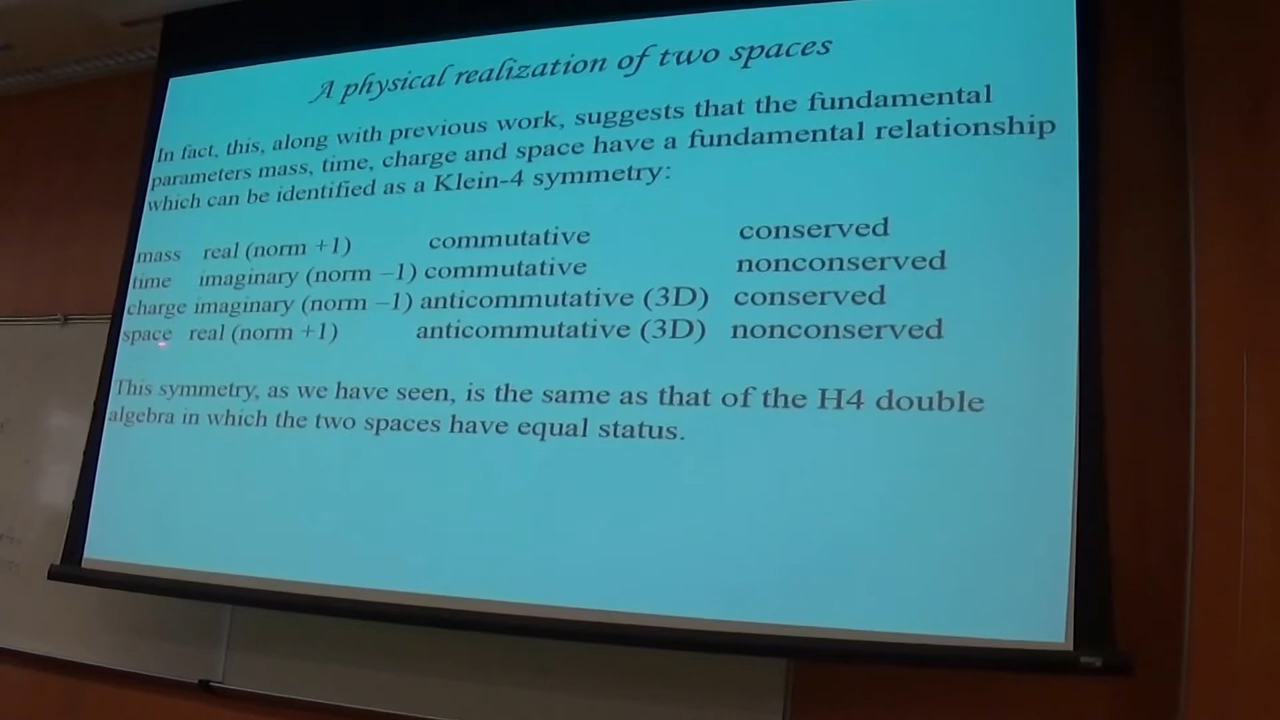 A physical realization of two spaces
In fact, this, along with previous work, suggests that the fundamental
parameters mass, time, charge and space have a fundamental relationship
which can be identified as a Klein-4 symmetry:
mass real (norm +1) commutative conserved
time imaginary (norm –1) commutative nonconserved
charge imaginary (norm –1) anticommutative (3D) conserved
space real (norm +1) anticommutative (3D) nonconserved
This symmetry, as we have seen, is the same as that of the H4 double
algebra in which the two spaces have equal status.